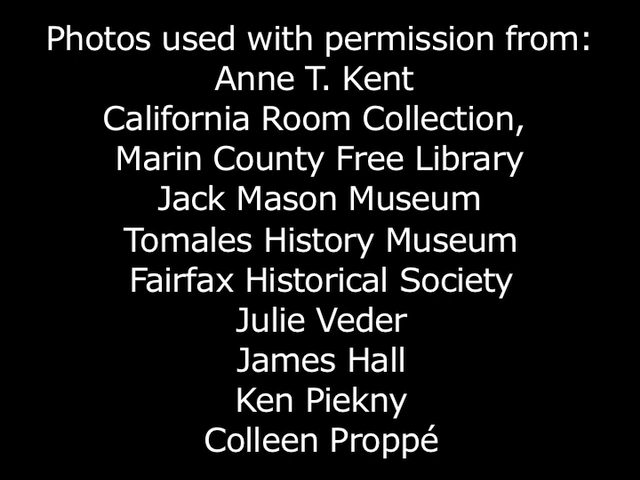 Photos used with permission from:
Anne T. Kent
California Room Collection,
Marin County Free Library
Jack Mason Museum
Tomales History Museum
Fairfax Historical Society
Julie Veder
James Hall
Ken Piekny
Colleen Proppé